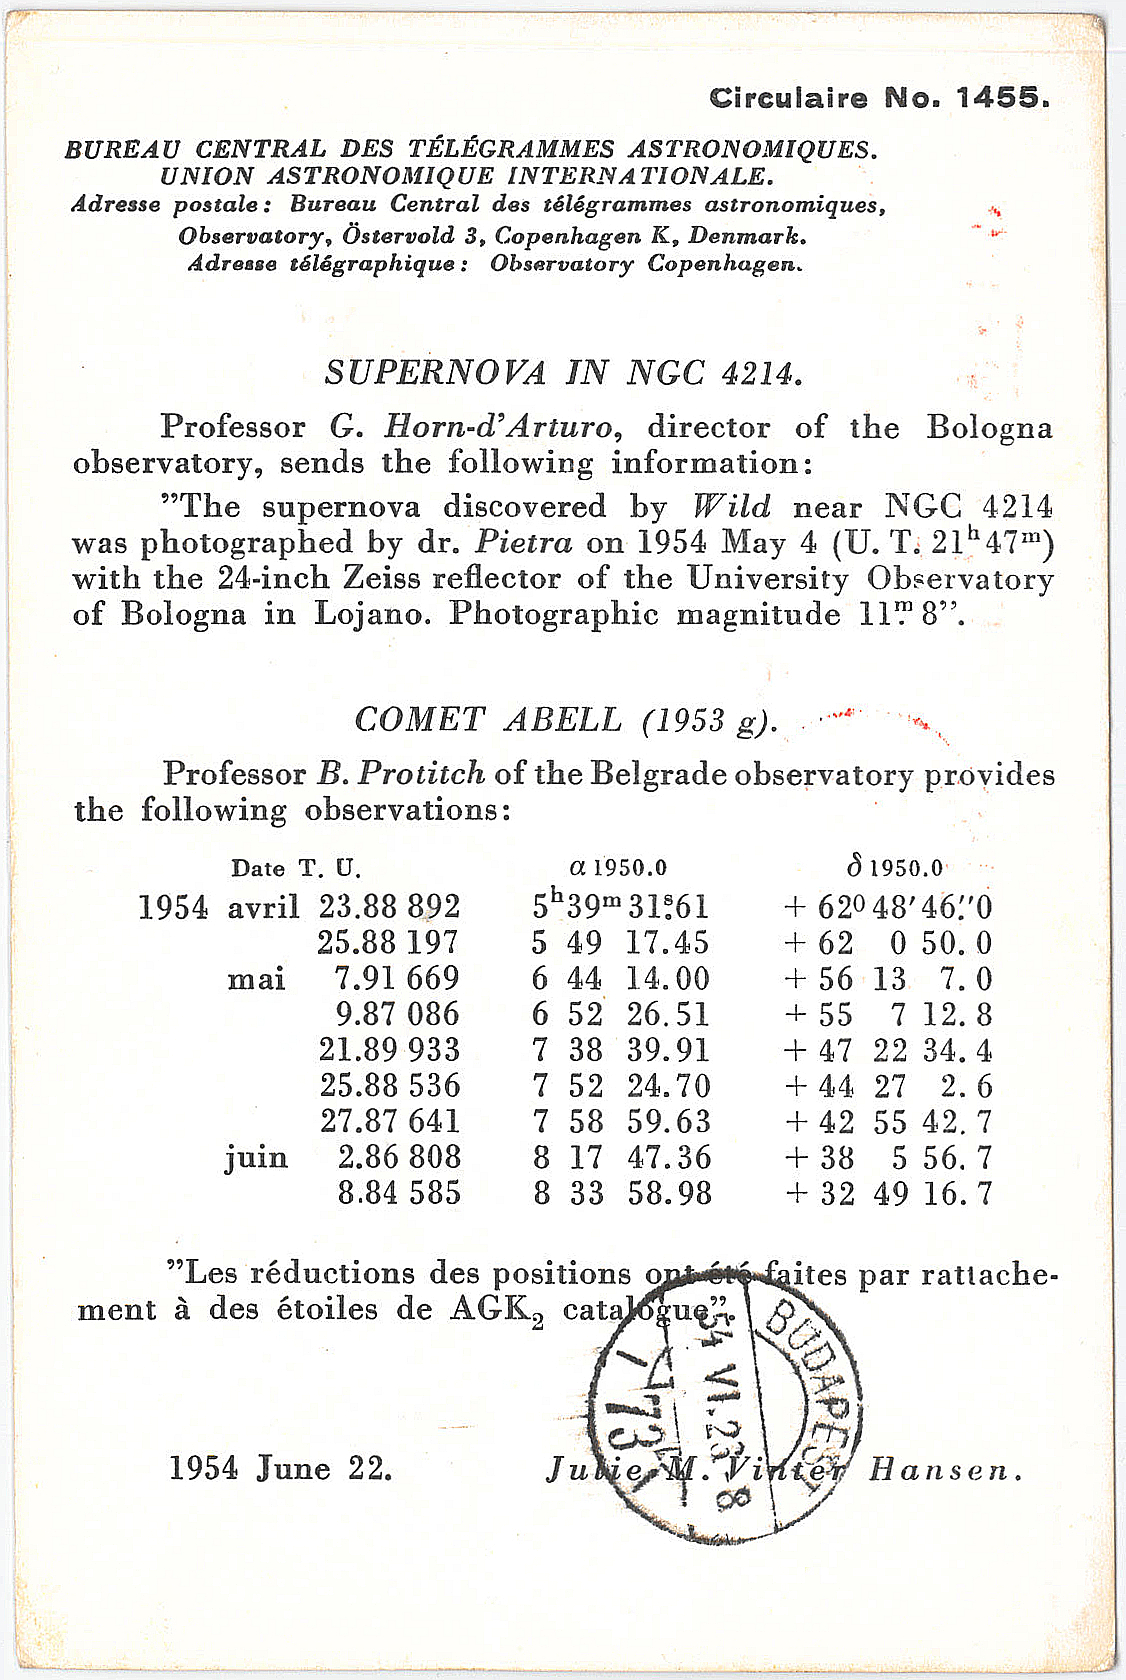 Circulaire No. 1455.
BUREAU CENTRAL DES TÉLÉGRAMMES ASTRONOMIQUES.
UNION ASTRONOMIQUE INTERNATIONALE.
Adresse postale: Bureau Central des télégrammes astronomiques,
Observatory, Östervold 3, Copenhagen K, Denmark.
Adresse télégraphique: Observatory Copenhagen.
SUPERNOVA IN NGC 4214.
Professor G. Horn-d'Arturo, director of the Bologna
observatory, sends the following information:
"The supernova discovered by Wild near NGC 4214
was photographed by dr. Pietra on 1954 May 4 (U. T. 21ʰ47ᵐ)
with the 24-inch Zeiss reflector of the University Observatory
of Bologna in Lojano. Photographic magnitude 11ᵐ.8".
COMET ABELL (1953 g).
Professor B. Protitch of the Belgrade observatory provides
the following observations:
Date T. U. α 1950.0 δ 1950.0
1954 avril 23.88 892 5ʰ39ᵐ31ˢ.61 + 62⁰48′46″.0
25.88 197 5 49 17.45 + 62 0 50.0
mai 7.91 669 6 44 14.00 + 56 13 7.0
9.87 086 6 52 26.51 + 55 7 12.8
21.89 933 7 38 39.91 + 47 22 34.4
25.88 536 7 52 24.70 + 44 27 2.6
27.87 641 7 58 59.63 + 42 55 42.7
juin 2.86 808 8 17 47.36 + 38 5 56.7
8.84 585 8 33 58.98 + 32 49 16.7
"Les réductions des positions ont été faites par rattache-
ment à des étoiles de AGK₂ catalogue".
BUDAPEST
54 VI.23-8
73
1954 June 22. Julie M. Vinter Hansen.